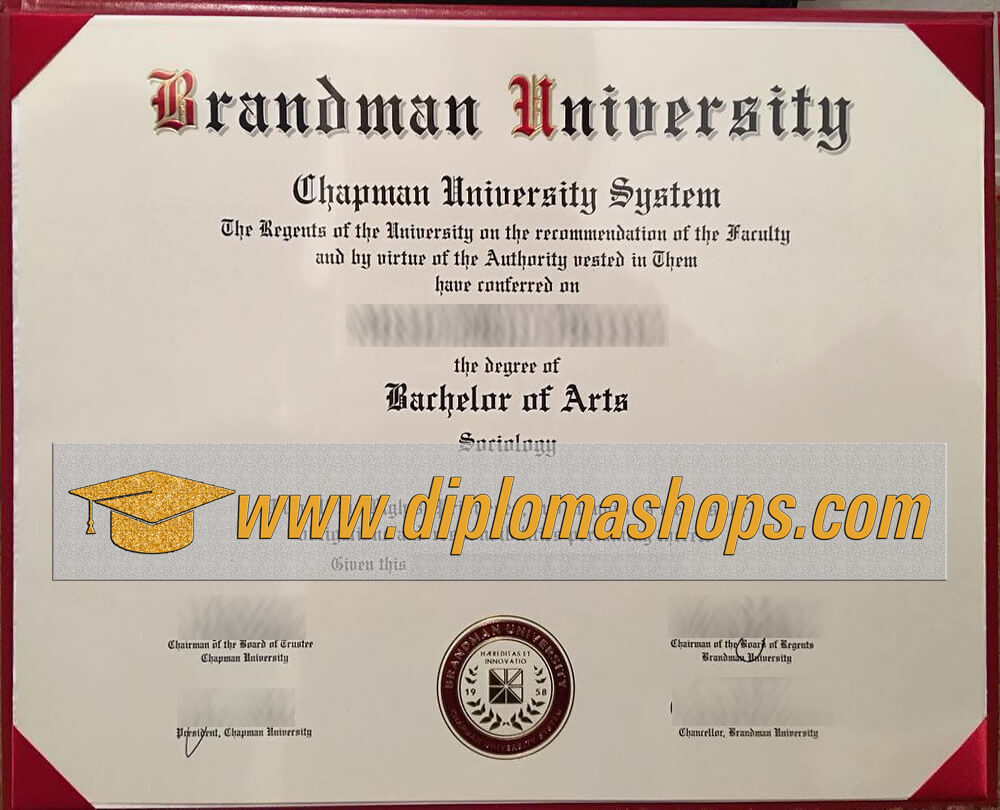 Brandman University
Chapman University System
The Regents of the University on the recommendation of the Faculty
and by virtue of the Authority vested in Them
have conferred on
the degree of
Bachelor of Arts
Sociology
www.diplomashops.com
Given this
Chairman of the Board of Trustee
Chapman University
Chairman of the Board of Regents
Brandman University
President, Chapman University
Chancellor, Brandman University
BRANDMAN UNIVERSITY
HÆREDITAS ET
INNOVATIO
19 58
CHAPMAN UNIVERSITY SYSTEM